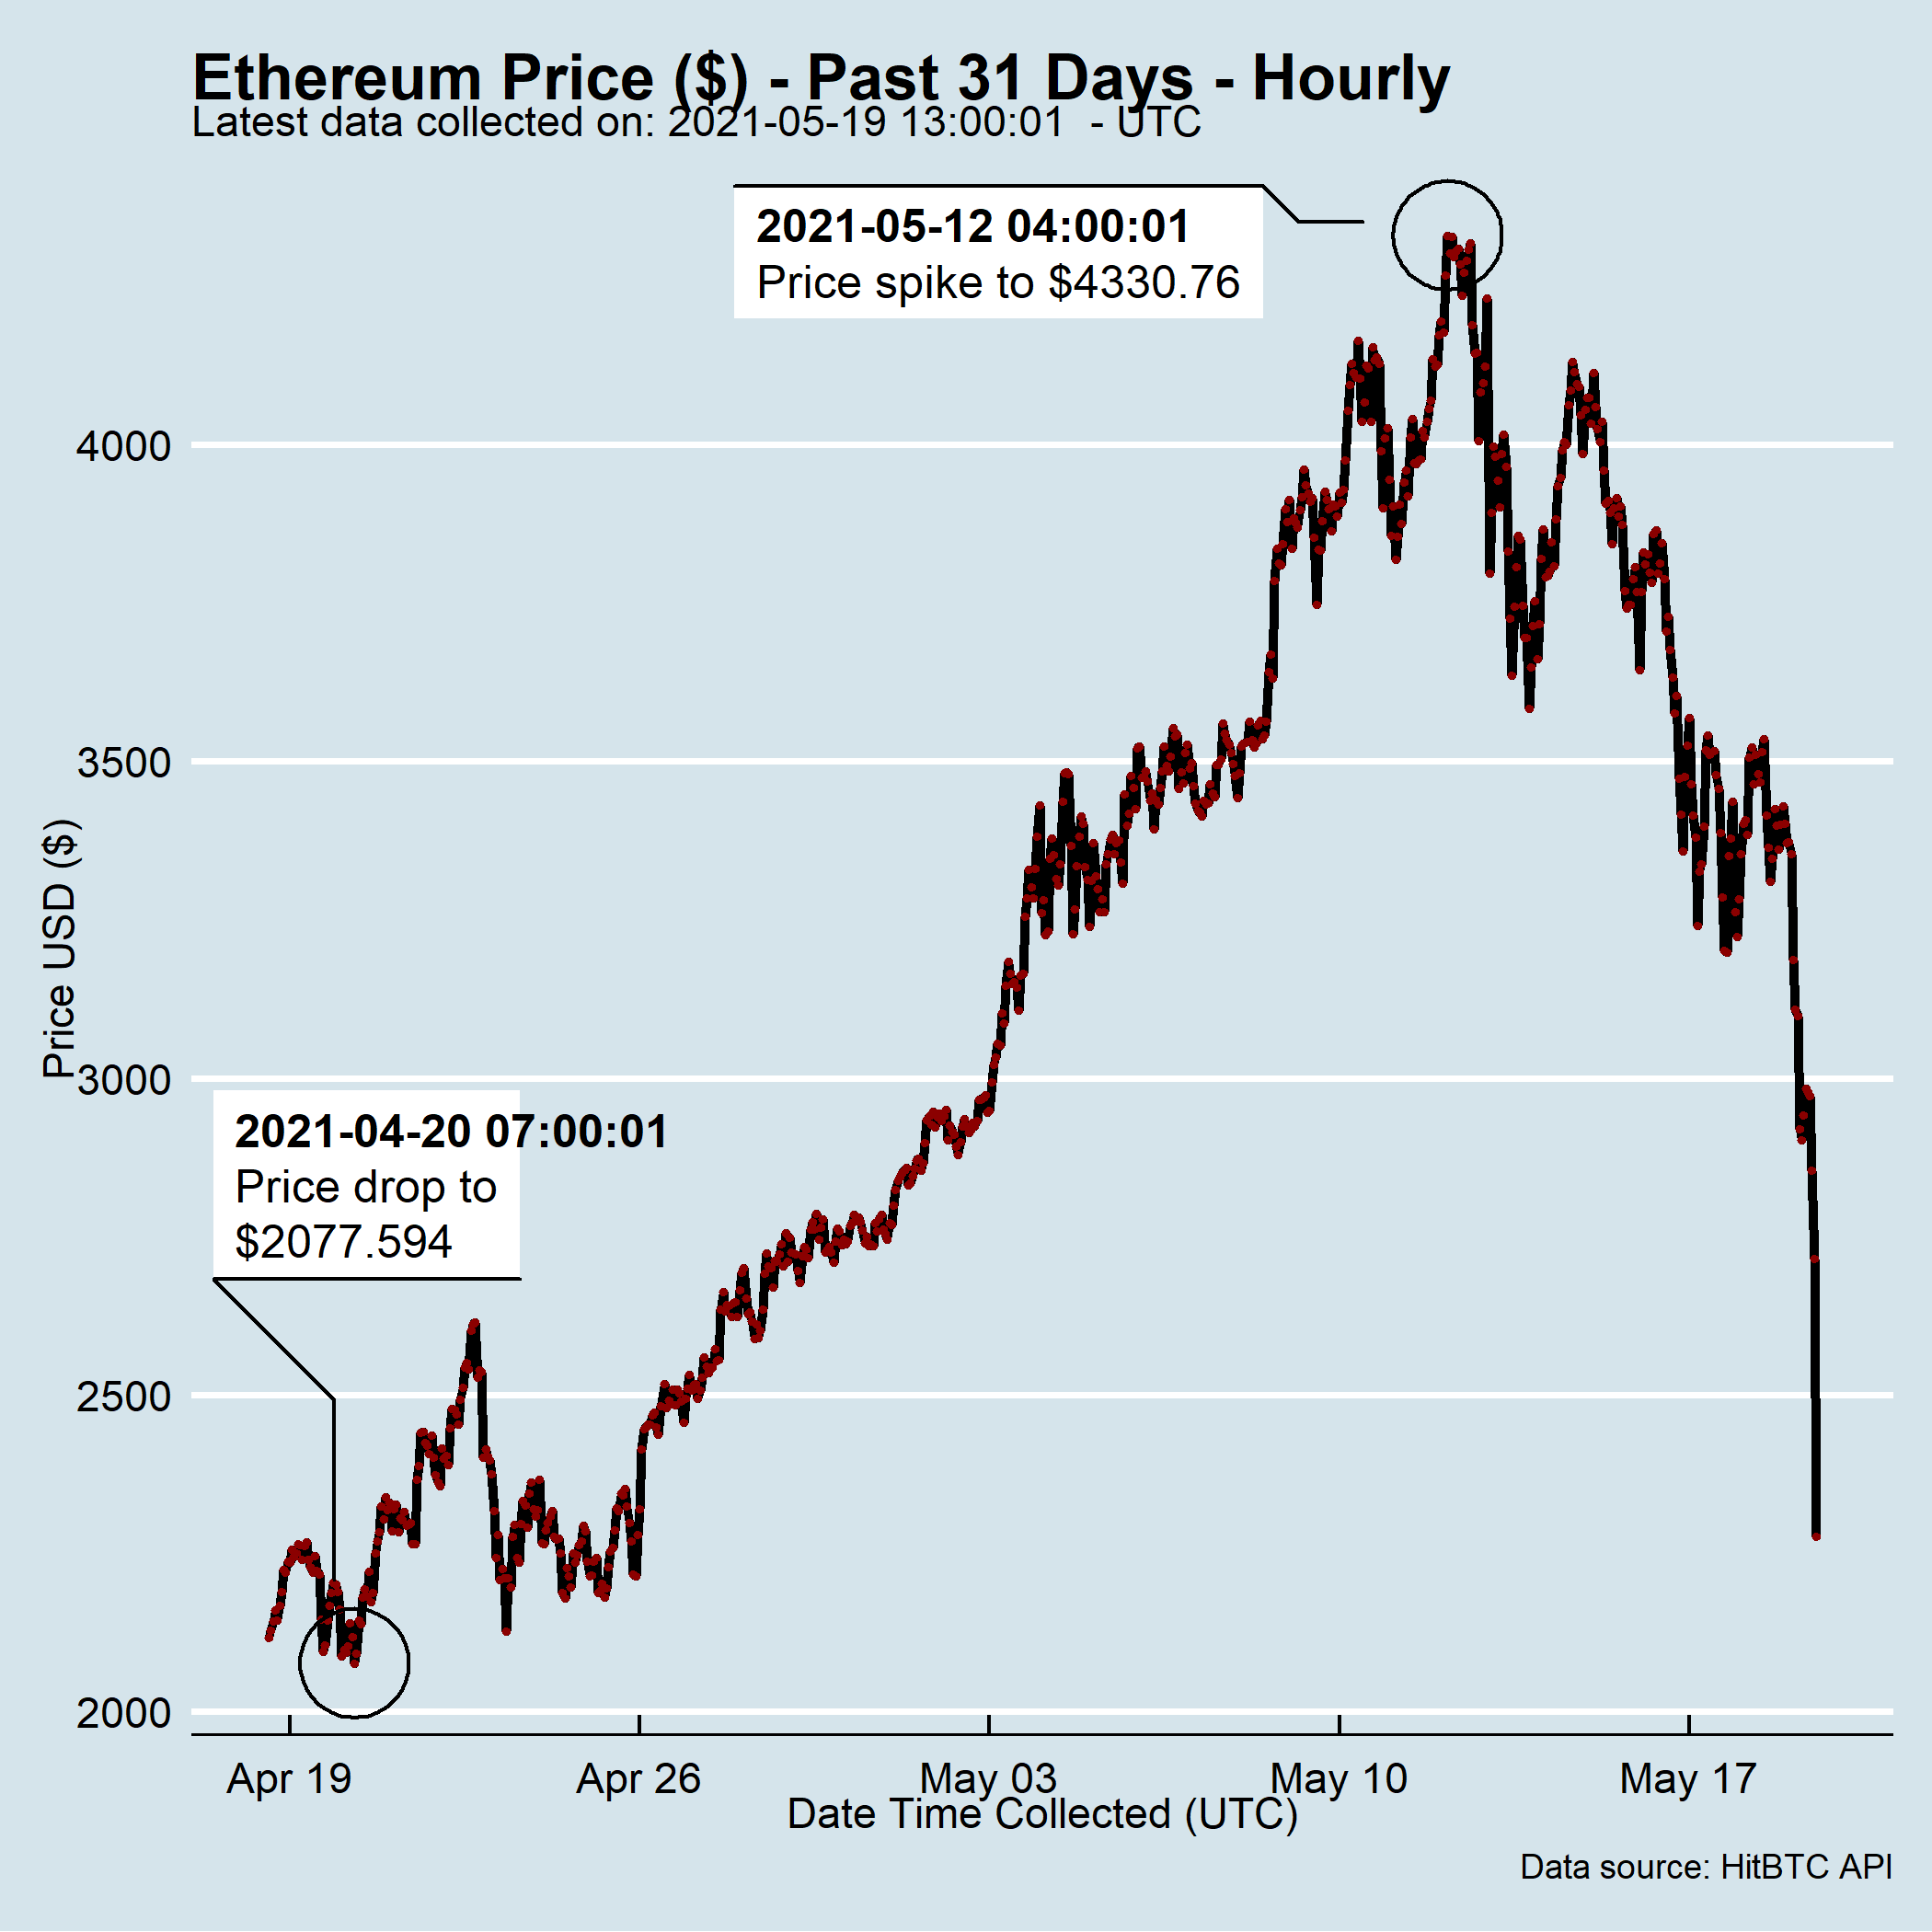 Ethereum Price ($) - Past 31 Days - Hourly
Latest data collected on: 2021-05-19 13:00:01  - UTC
2021-05-12 04:00:01
Price spike to $4330.76
4000
3500
3000
2500
2000
Price USD ($)
2021-04-20 07:00:01
Price drop to
$2077.594
Apr 19
Apr 26
May 03
May 10
May 17
Date Time Collected (UTC)
Data source: HitBTC API